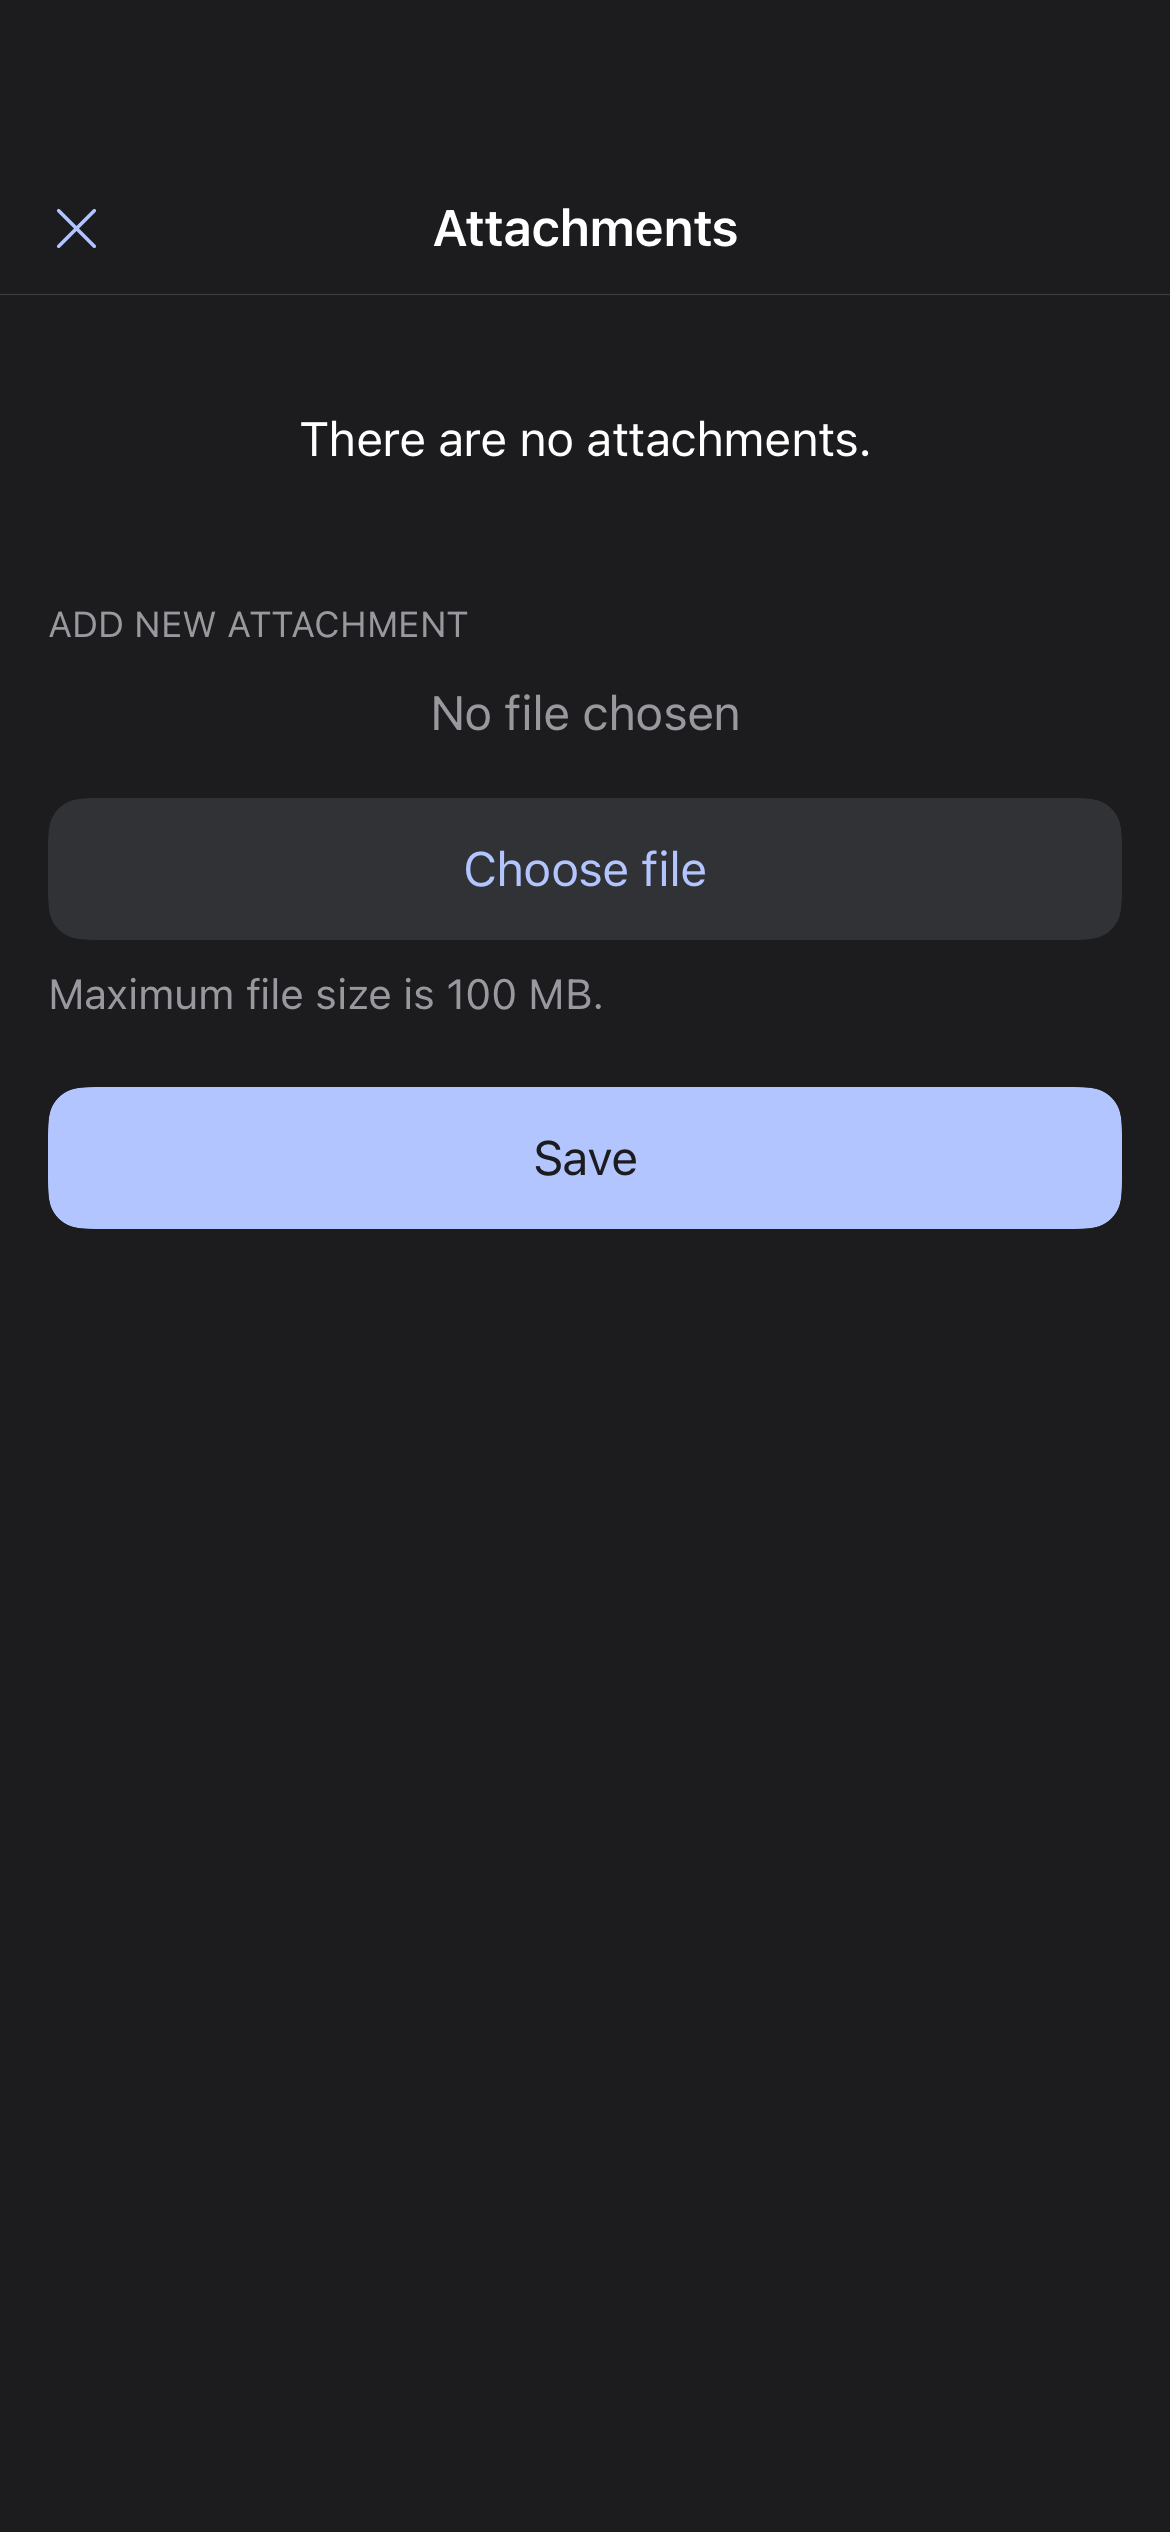 Attachments
There are no attachments.
ADD NEW ATTACHMENT
No file chosen
Choose file
Maximum file size is 100 MB.
Save